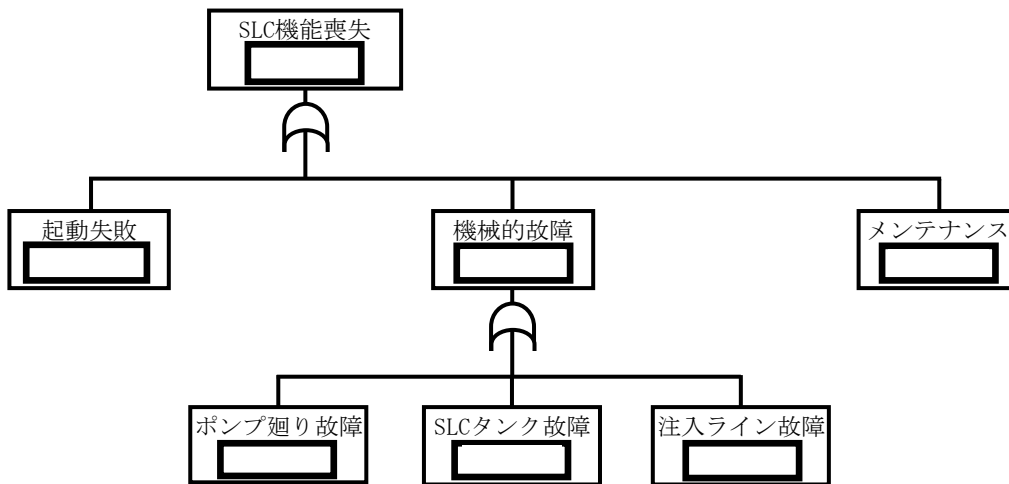 SLC機能喪失
起動失敗
機械的故障
メンテナンス
ポンプ廻り故障
SLCタンク故障
注入ライン故障